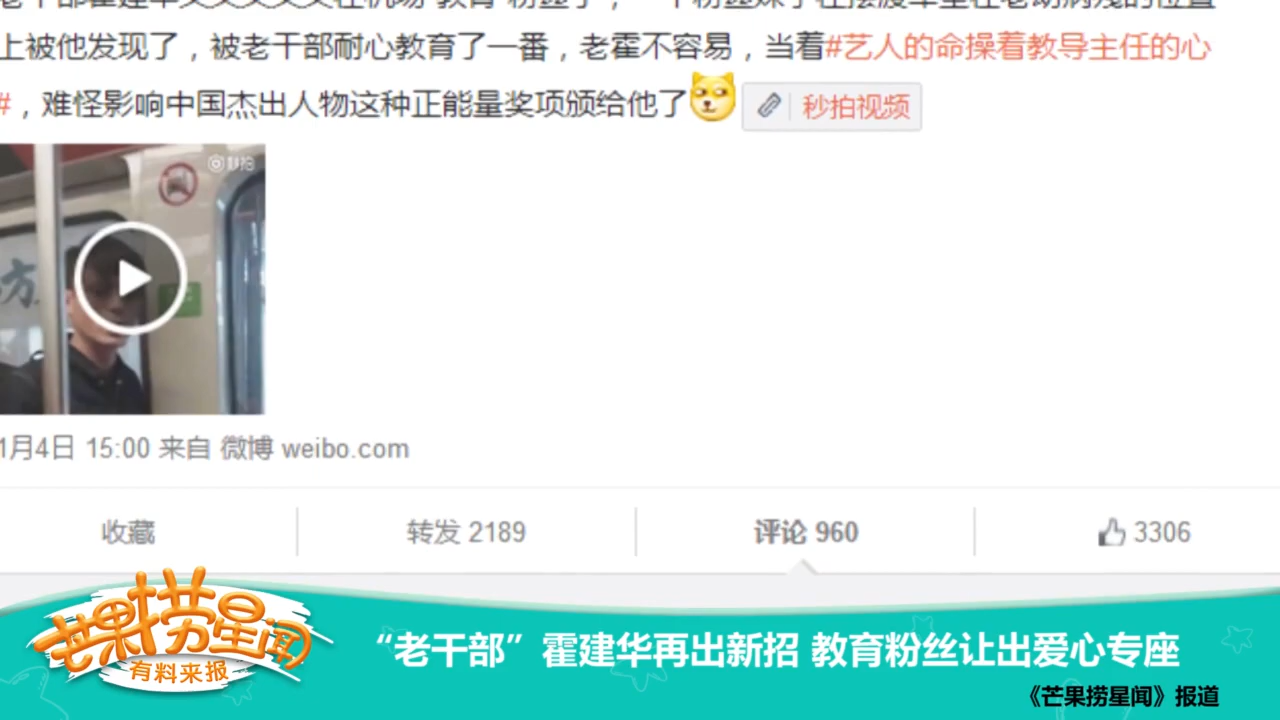 上被他发现了，被老干部耐心教育了一番，老霍不容易，当着#艺人的命操着教导主任的心
#，难怪影响中国杰出人物这种正能量奖项颁给他了 秒拍视频
秒拍
方
1月4日 15:00 来自 微博 weibo.com
收藏 转发 2189 评论 960 3306
芒果捞星闻
有料来报
“老干部”霍建华再出新招 教育粉丝让出爱心专座
《芒果捞星闻》报道